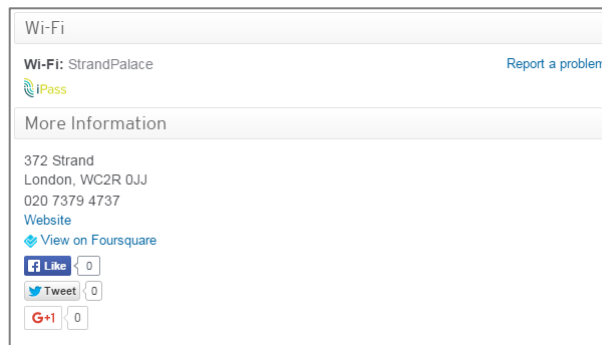 Wi-Fi
Wi-Fi: StrandPalace
Report a problem
iPass
More Information
372 Strand
London, WC2R 0JJ
020 7379 4737
Website
View on Foursquare
Like 0
Tweet 0
G+1 0